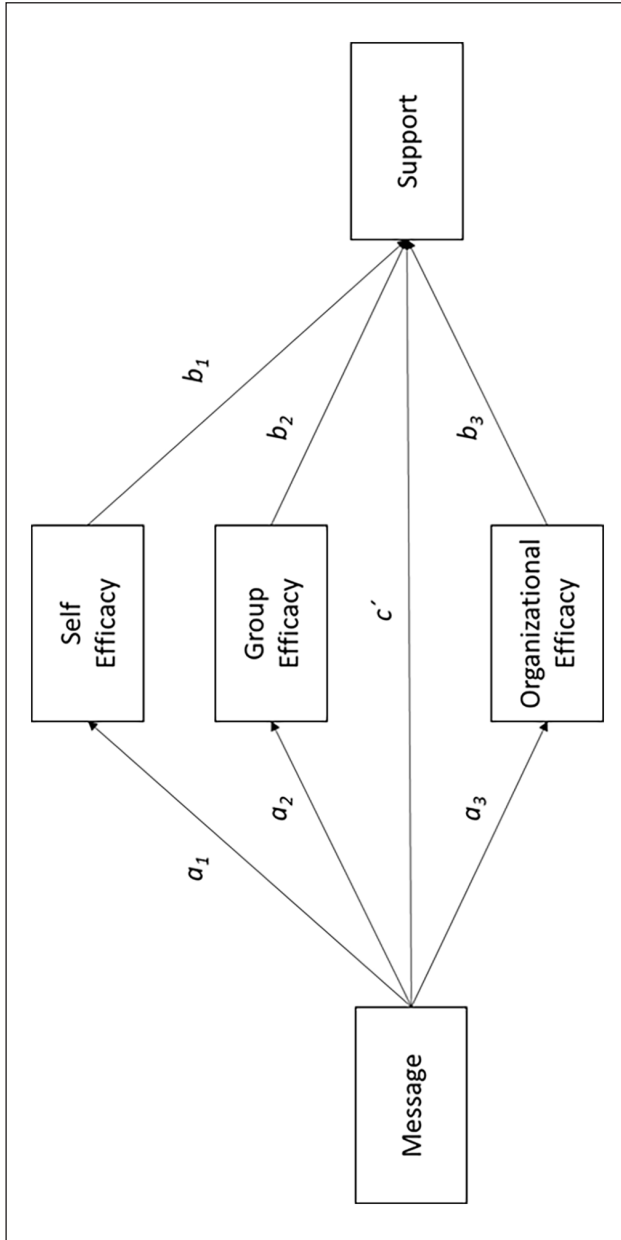 Self
Efficacy
a₁
b₁
Group
Efficacy
a₂
b₂
Message
c′
Support
a₃
b₃
Organizational
Efficacy